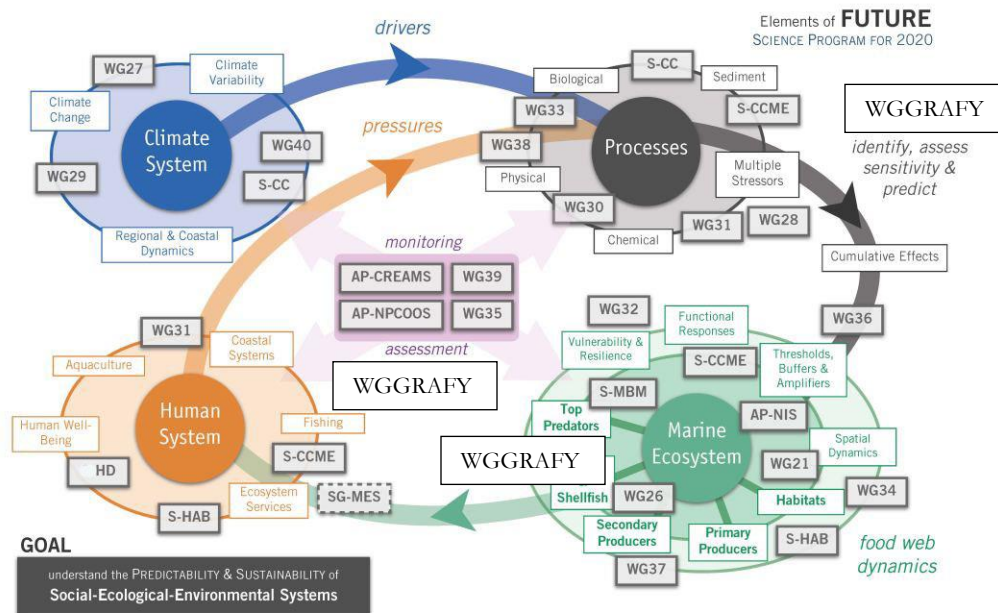 Elements of FUTURE
SCIENCE PROGRAM FOR 2020
drivers
WG27
Climate
Variability
Climate
Change
Climate
System
WG40
WG29
S-CC
Regional & Coastal
Dynamics
pressures
Biological
S-CC
Sediment
WG33
S-CCME
WG38
Processes
Physical
Multiple
Stressors
WG30
WG31
WG28
Chemical
WGGRAFY
identify, assess
sensitivity &
predict
Cumulative Effects
WG36
monitoring
AP-CREAMS
WG39
AP-NPCOOS
WG35
assessment
WGGRAFY
WG31
Coastal
Systems
Aquaculture
Human
System
Human Well-
Being
Fishing
HD
S-CCME
Ecosystem
Services
S-HAB
SG-MES
WGGRAFY
WG32
Functional
Responses
Vulnerability &
Resilience
S-CCME
Thresholds,
Buffers &
Amplifiers
S-MBM
AP-NIS
Top
Predators
Marine
Ecosystem
Spatial
Dynamics
WG21
Shellfish
WG26
Habitats
WG34
Secondary
Producers
Primary
Producers
S-HAB
WG37
food web
dynamics
GOAL
understand the PREDICTABILITY & SUSTAINABILITY of
Social-Ecological-Environmental Systems